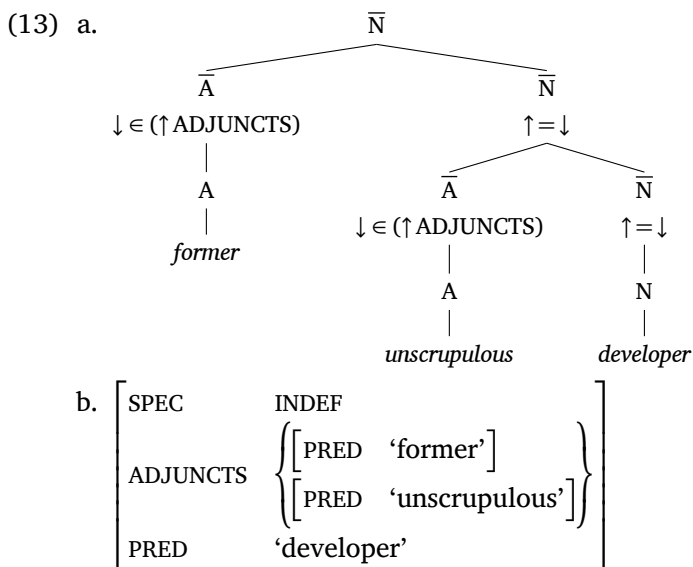 (13) a. N̅
A̅ N̅
↓ ∈ (↑ ADJUNCTS) ↑ = ↓
A A̅ N̅
former ↓ ∈ (↑ ADJUNCTS) ↑ = ↓
A N
unscrupulous developer
b. [SPEC INDEF
ADJUNCTS {[PRED ‘former’]
[PRED ‘unscrupulous’]}
PRED ‘developer’]